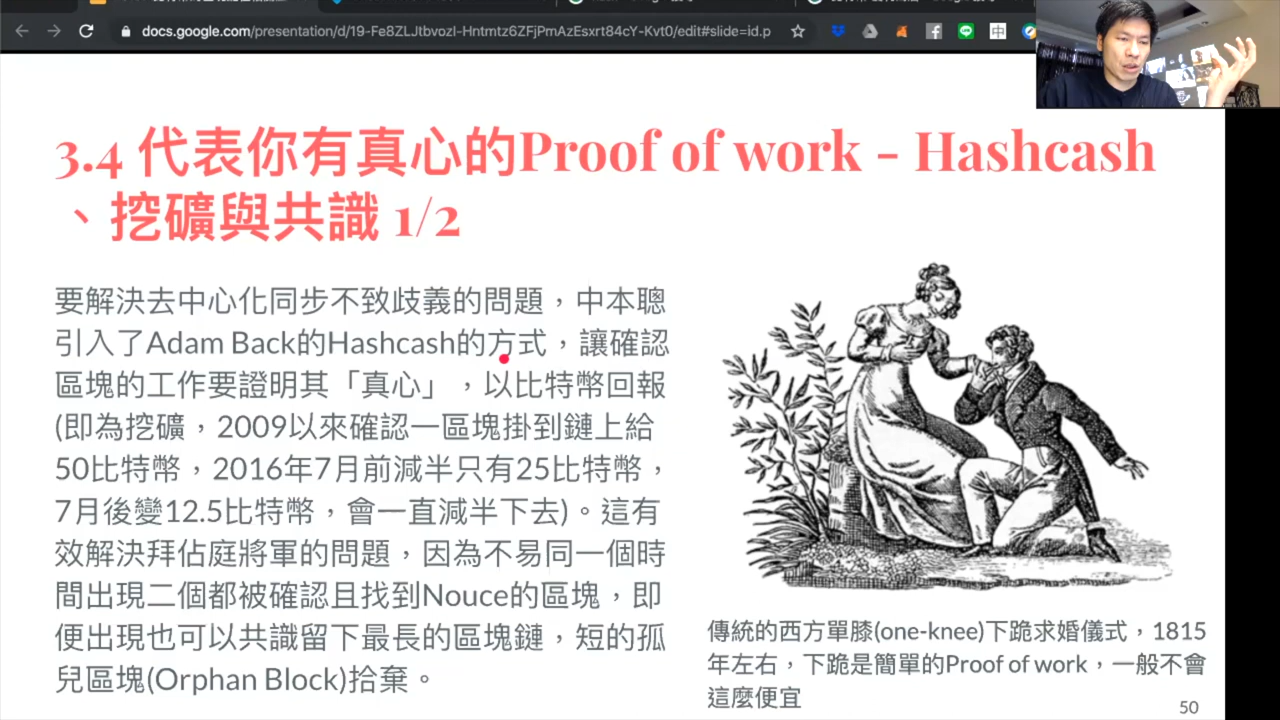 docs.google.com/presentation/d/19-Fe8ZLJtbvozI-Hntmtz6ZFjPmAzEsxrt84cY-Kvt0/edit#slide=id.p
中
3.4 代表你有真心的Proof of work - Hashcash
、挖礦與共識 1/2
要解決去中心化同步不致歧義的問題，中本聰
引入了Adam Back的Hashcash的方式，讓確認
區塊的工作要證明其「真心」，以比特幣回報
(即為挖礦，2009以來確認一區塊掛到鏈上給
50比特幣，2016年7月前減半只有25比特幣，
7月後變12.5比特幣，會一直減半下去)。這有
效解決拜佔庭將軍的問題，因為不易同一個時
間出現二個都被確認且找到Nouce的區塊，即
便出現也可以共識留下最長的區塊鏈，短的孤
兒區塊(Orphan Block)拾棄。
傳統的西方單膝(one-knee)下跪求婚儀式，1815
年左右，下跪是簡單的Proof of work，一般不會
這麼便宜
50